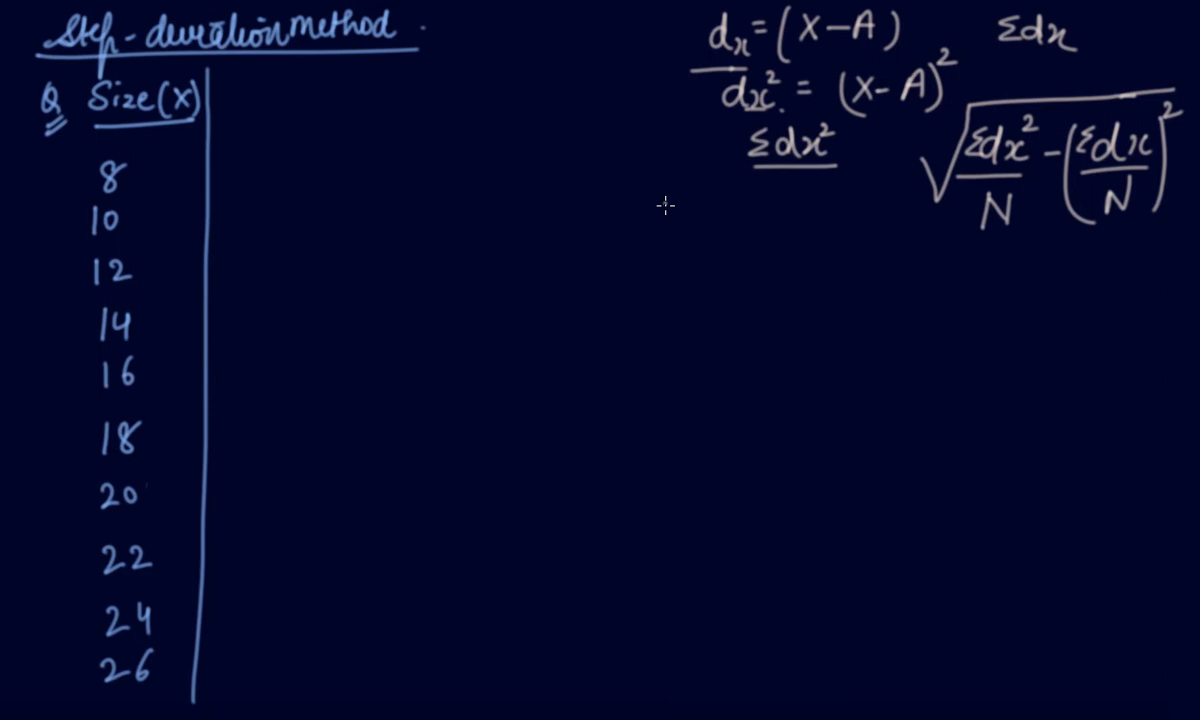 Step-deviation Method.
Q Size(X)
8
10
12
14
16
18
20
22
24
26
dx = (X-A) Σdx
dx² = (X-A)²
Σdx² √Σdx²/N - (Σdx/N)²